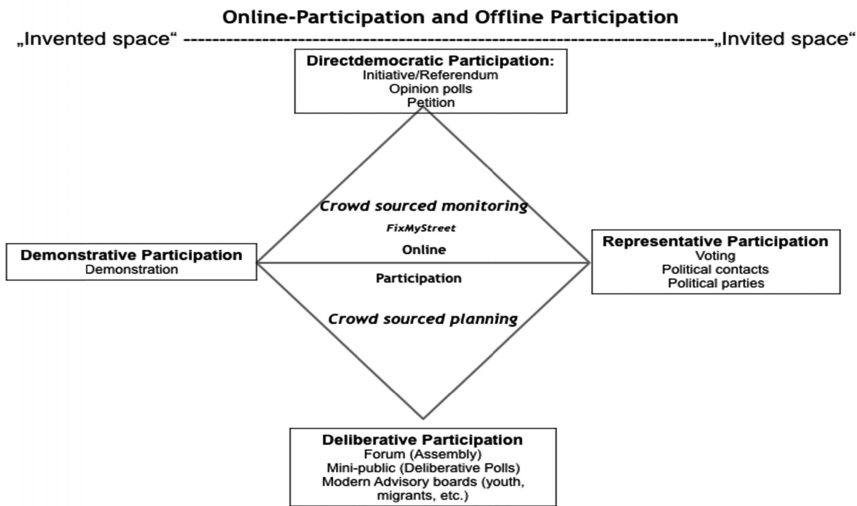 Online-Participation and Offline Participation
„Invented space“ ----------------------------------------------------------------------------------„Invited space“
Directdemocratic Participation:
Initiative/Referendum
Opinion polls
Petition
Crowd sourced monitoring
FixMyStreet
Online
Participation
Crowd sourced planning
Demonstrative Participation
Demonstration
Representative Participation
Voting
Political contacts
Political parties
Deliberative Participation
Forum (Assembly)
Mini-public (Deliberative Polls)
Modern Advisory boards (youth,
migrants, etc.)